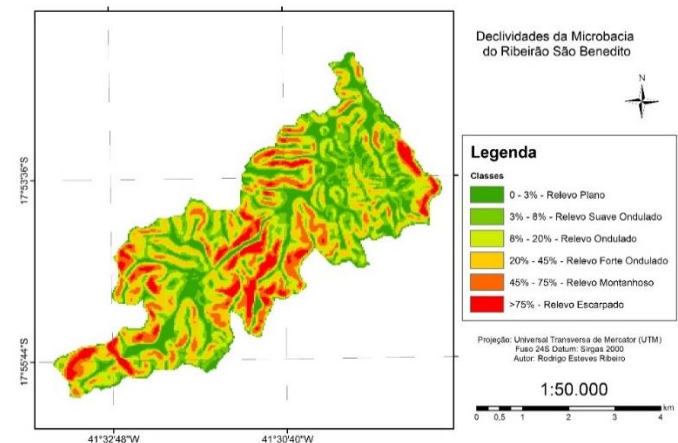 Declividades da Microbacia
do Ribeirão São Benedito
N
Legenda
Classes
0 - 3% - Relevo Plano
3% - 8% - Relevo Suave Ondulado
8% - 20% - Relevo Ondulado
20% - 45% - Relevo Forte Ondulado
45% - 75% - Relevo Montanhoso
>75% - Relevo Escarpado
Projeção: Universal Transversa de Mercator (UTM)
Fuso 24S Datum: Sirgas 2000
Autor: Rodrigo Esteves Ribeiro
1:50.000
km
0 0,5 1 2 3 4
17°53'36"S
17°55'44"S
41°32'48"W 41°30'40"W